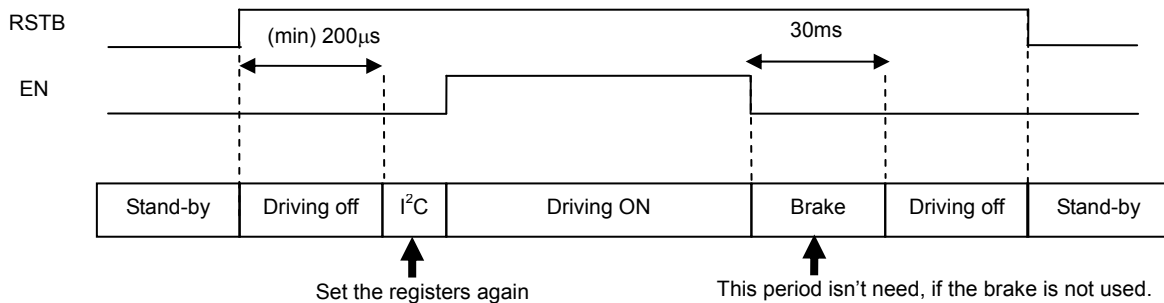 RSTB
(min) 200μs
30ms
EN
Stand-by
Driving off
I²C
Driving ON
Brake
Driving off
Stand-by
Set the registers again
This period isn't need, if the brake is not used.